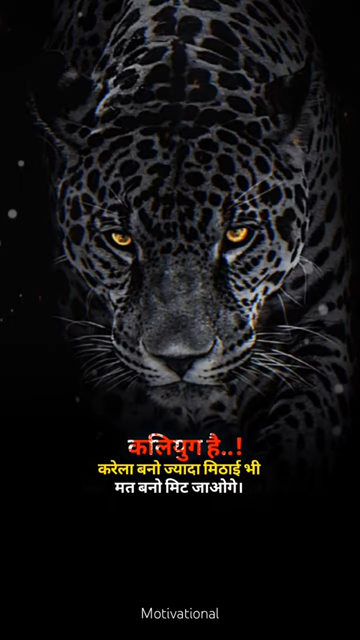 कलियुग है..!
करेला बनो ज्यादा मिठाई भी
मत बनो मिट जाओगे।
Motivational